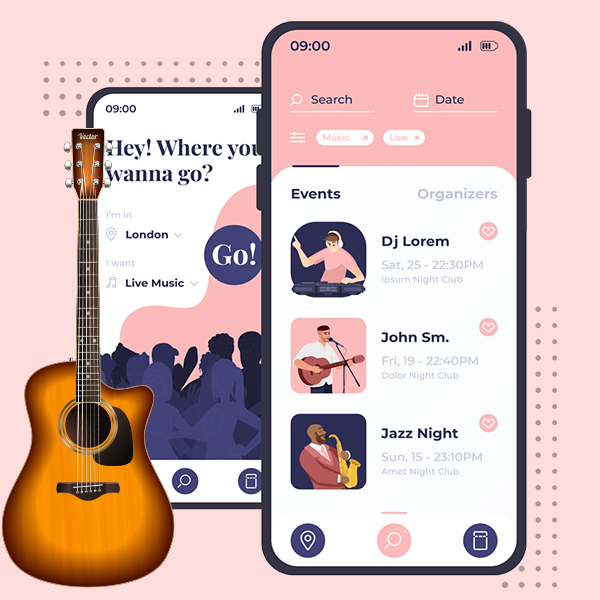 09:00
Hey! Where you
wanna go?
I'm in
London
I want
Live Music
Go!
Vector
09:00
Search
Date
Music ×
Live ×
Events
Organizers
Dj Lorem
Sat, 25 - 22:30PM
Ipsum Night Club
John Sm.
Fri, 19 - 22:40PM
Dolor Night Club
Jazz Night
Sun, 15 - 23:10PM
Amet Night Club